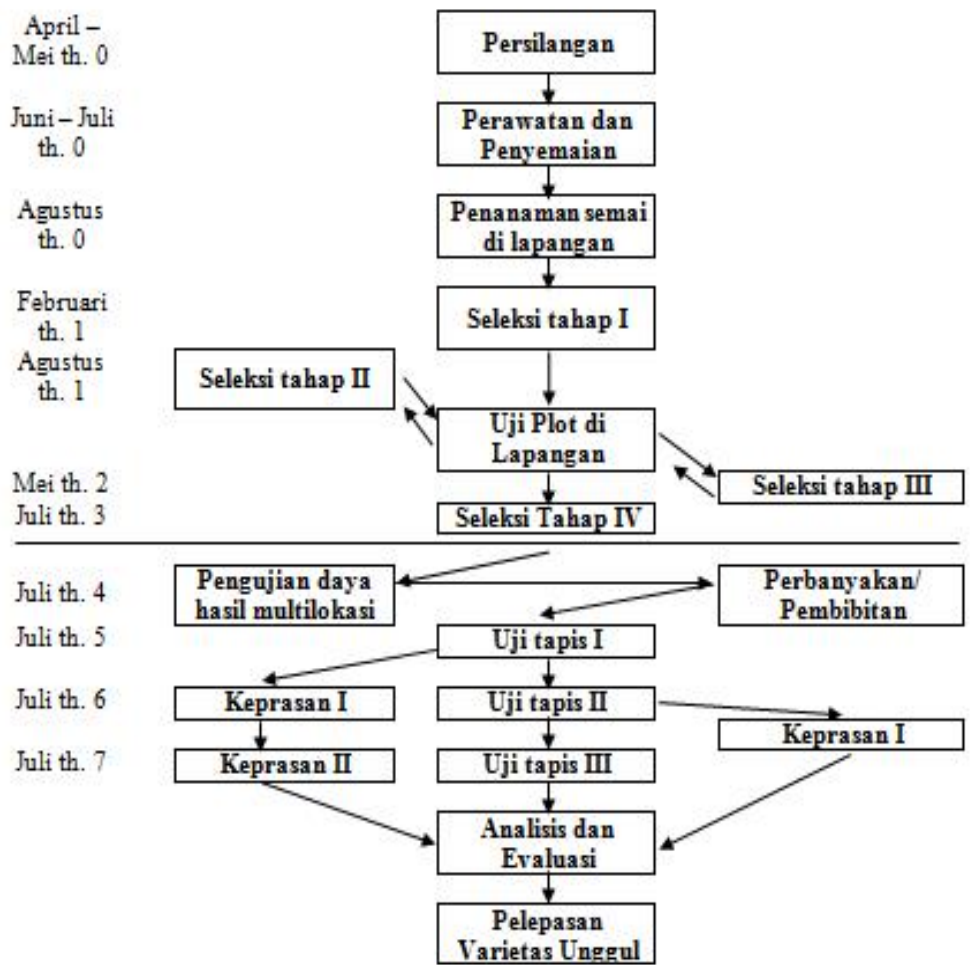 April –
Mei th. 0
Persilangan
Juni – Juli
th. 0
Perawatan dan
Penyemaian
Agustus
th. 0
Penanaman semai
di lapangan
Februari
th. 1
Seleksi tahap I
Agustus
th. 1
Seleksi tahap II
Uji Plot di
Lapangan
Mei th. 2
Seleksi tahap III
Juli th. 3
Seleksi Tahap IV
Juli th. 4
Pengujian daya
hasil multilokasi
Perbanyakan/
Pembibitan
Juli th. 5
Uji tapis I
Juli th. 6
Keprasan I
Uji tapis II
Keprasan I
Juli th. 7
Keprasan II
Uji tapis III
Analisis dan
Evaluasi
Pelepasan
Varietas Unggul